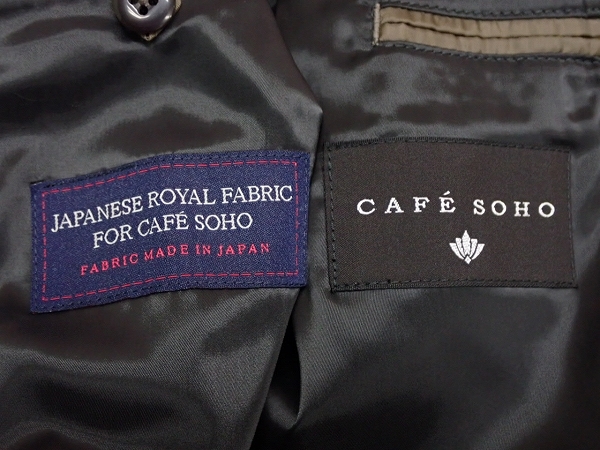 JAPANESE ROYAL FABRIC
FOR CAFÉ SOHO
FABRIC MADE IN JAPAN
CAFÉ SOHO